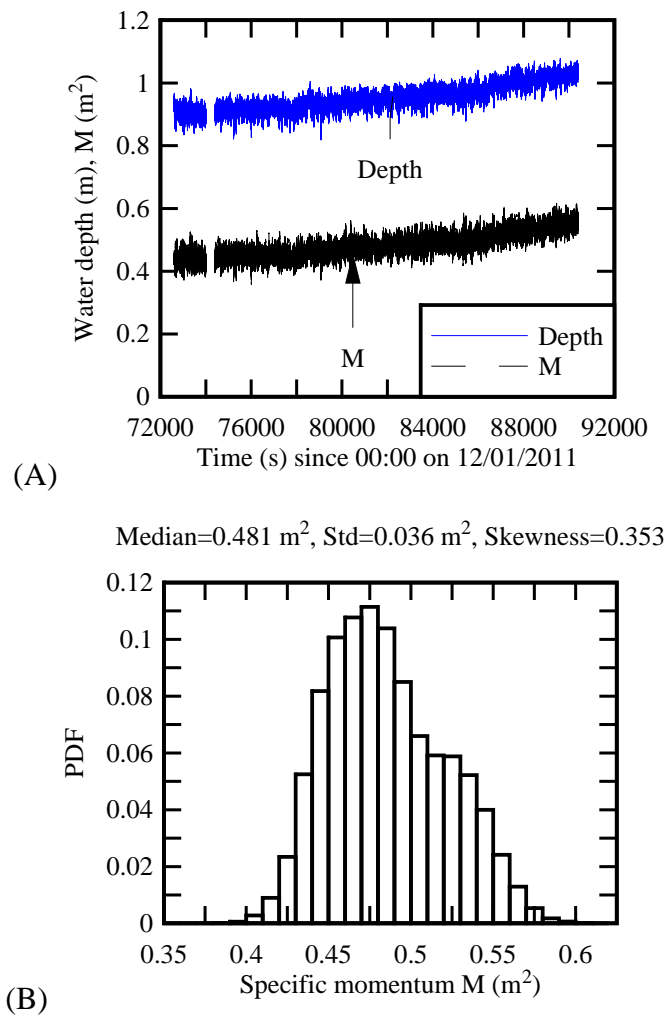 1.2
1
0.8
0.6
0.4
0.2
0
Water depth (m), M (m²)
Depth
M
Depth
M
72000 76000 80000 84000 88000 92000
Time (s) since 00:00 on 12/01/2011
(A)
Median=0.481 m², Std=0.036 m², Skewness=0.353
0.12
0.1
0.08
0.06
0.04
0.02
0
PDF
0.35 0.4 0.45 0.5 0.55 0.6
Specific momentum M (m²)
(B)